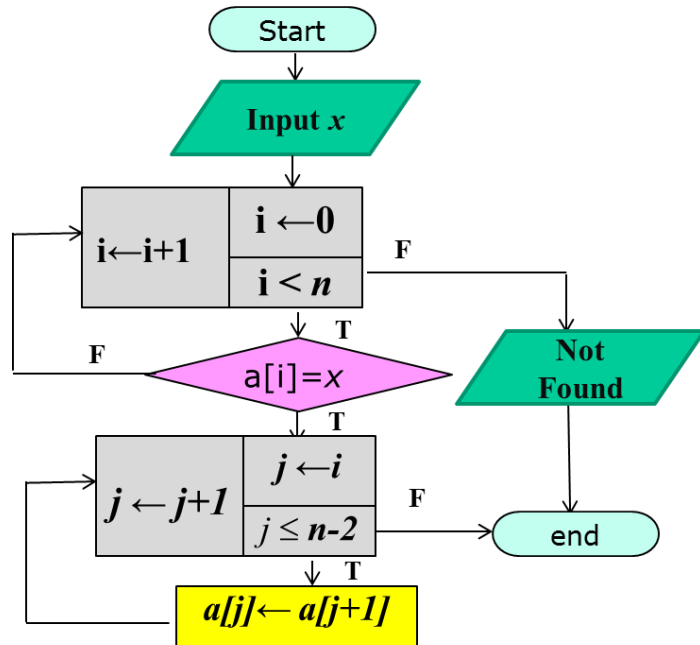 Start
Input x
i ←0
i←i+1
i < n
F
T
F
a[i]=x
Not
Found
T
j ←i
j ← j+1
j ≤ n-2
F
end
T
a[j]← a[j+1]